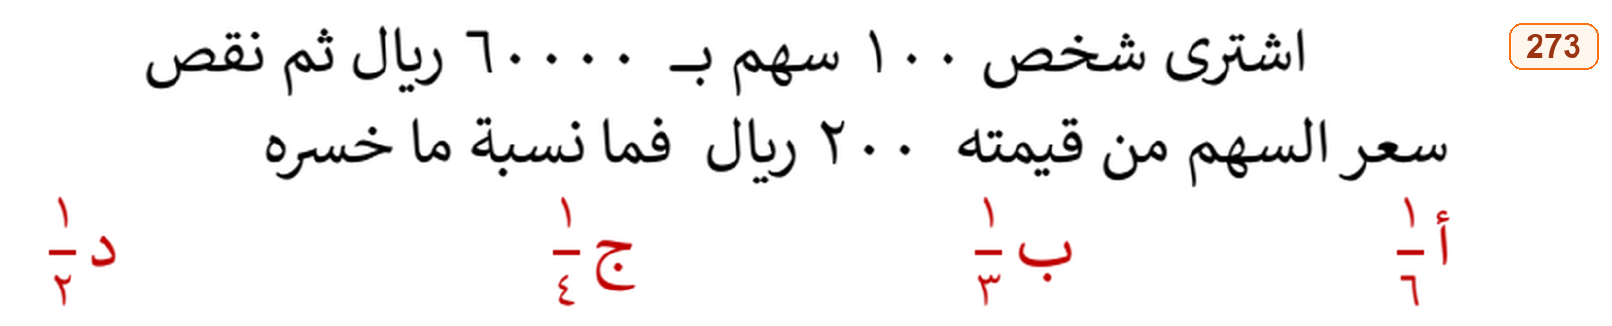 273
اشترى شخص ١٠٠ سهم بـ ٦٠٠٠٠ ريال ثم نقص
سعر السهم من قيمته ٢٠٠ ريال فما نسبة ما خسره
أ ١/٦ ب ١/٣ ج ١/٤ د ١/٢